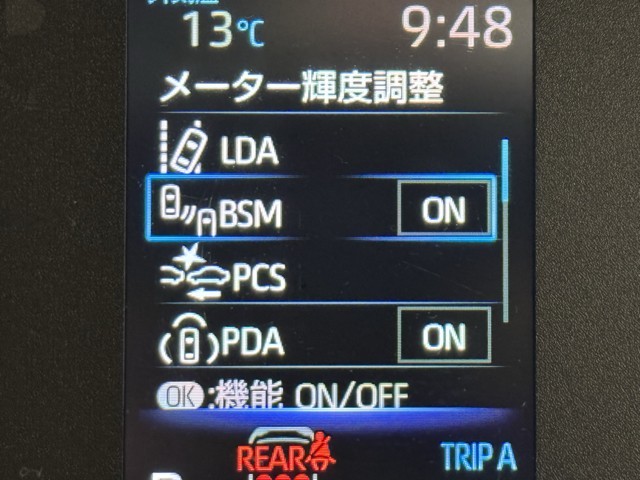 13℃ 9:48
メーター輝度調整
LDA
BSM ON
PCS
PDA ON
OK:機能 ON/OFF
REAR
TRIP A